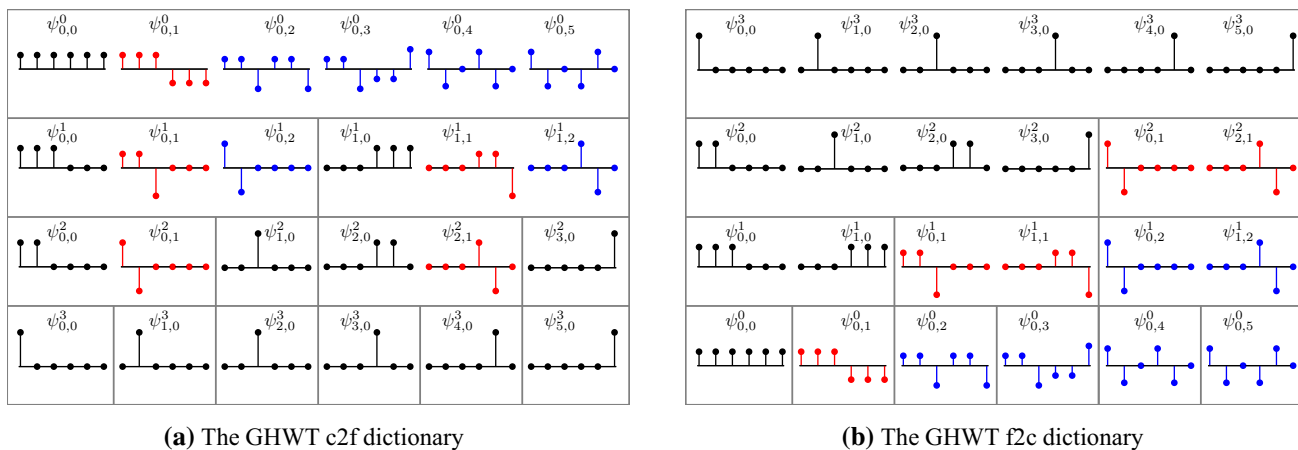 ψ^0_{0,0} ψ^0_{0,1} ψ^0_{0,2} ψ^0_{0,3} ψ^0_{0,4} ψ^0_{0,5}
ψ^1_{0,0} ψ^1_{0,1} ψ^1_{0,2} ψ^1_{1,0} ψ^1_{1,1} ψ^1_{1,2}
ψ^2_{0,0} ψ^2_{0,1} ψ^2_{1,0} ψ^2_{2,0} ψ^2_{2,1} ψ^2_{3,0}
ψ^3_{0,0} ψ^3_{1,0} ψ^3_{2,0} ψ^3_{3,0} ψ^3_{4,0} ψ^3_{5,0}
(a) The GHWT c2f dictionary
ψ^3_{0,0} ψ^3_{1,0} ψ^3_{2,0} ψ^3_{3,0} ψ^3_{4,0} ψ^3_{5,0}
ψ^2_{0,0} ψ^2_{1,0} ψ^2_{2,0} ψ^2_{3,0} ψ^2_{0,1} ψ^2_{2,1}
ψ^1_{0,0} ψ^1_{1,0} ψ^1_{0,1} ψ^1_{1,1} ψ^1_{0,2} ψ^1_{1,2}
ψ^0_{0,0} ψ^0_{0,1} ψ^0_{0,2} ψ^0_{0,3} ψ^0_{0,4} ψ^0_{0,5}
(b) The GHWT f2c dictionary